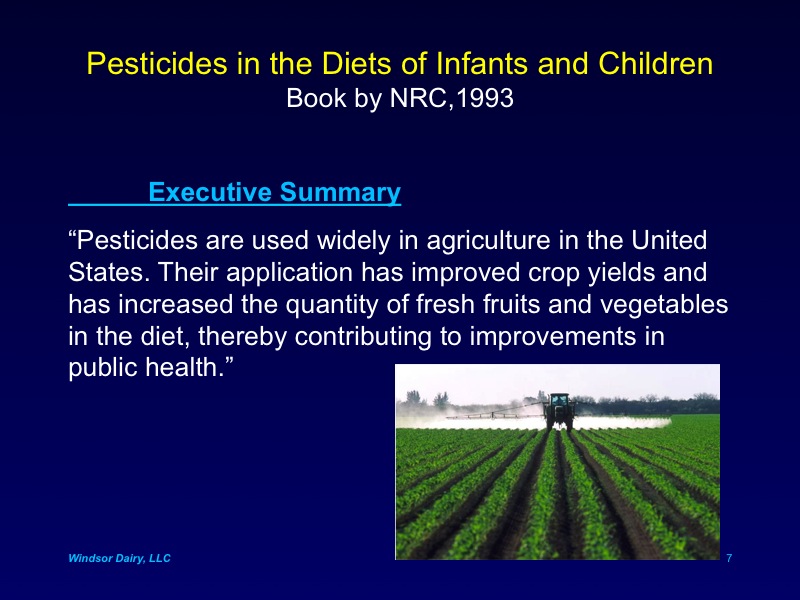 Pesticides in the Diets of Infants and Children
Book by NRC,1993
Executive Summary
“Pesticides are used widely in agriculture in the United
States. Their application has improved crop yields and
has increased the quantity of fresh fruits and vegetables
in the diet, thereby contributing to improvements in
public health.”
Windsor Dairy, LLC
7